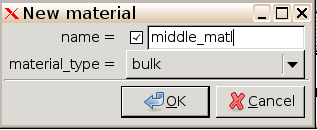 New material
name = middle_matl
material_type = bulk
OK Cancel